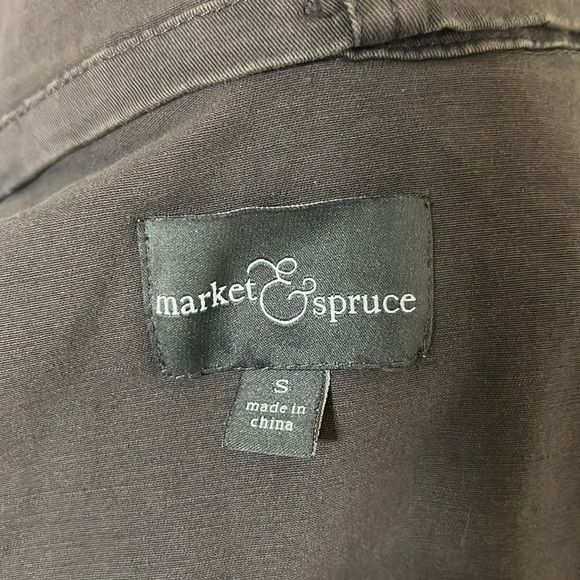 market & spruce
S
made in
china